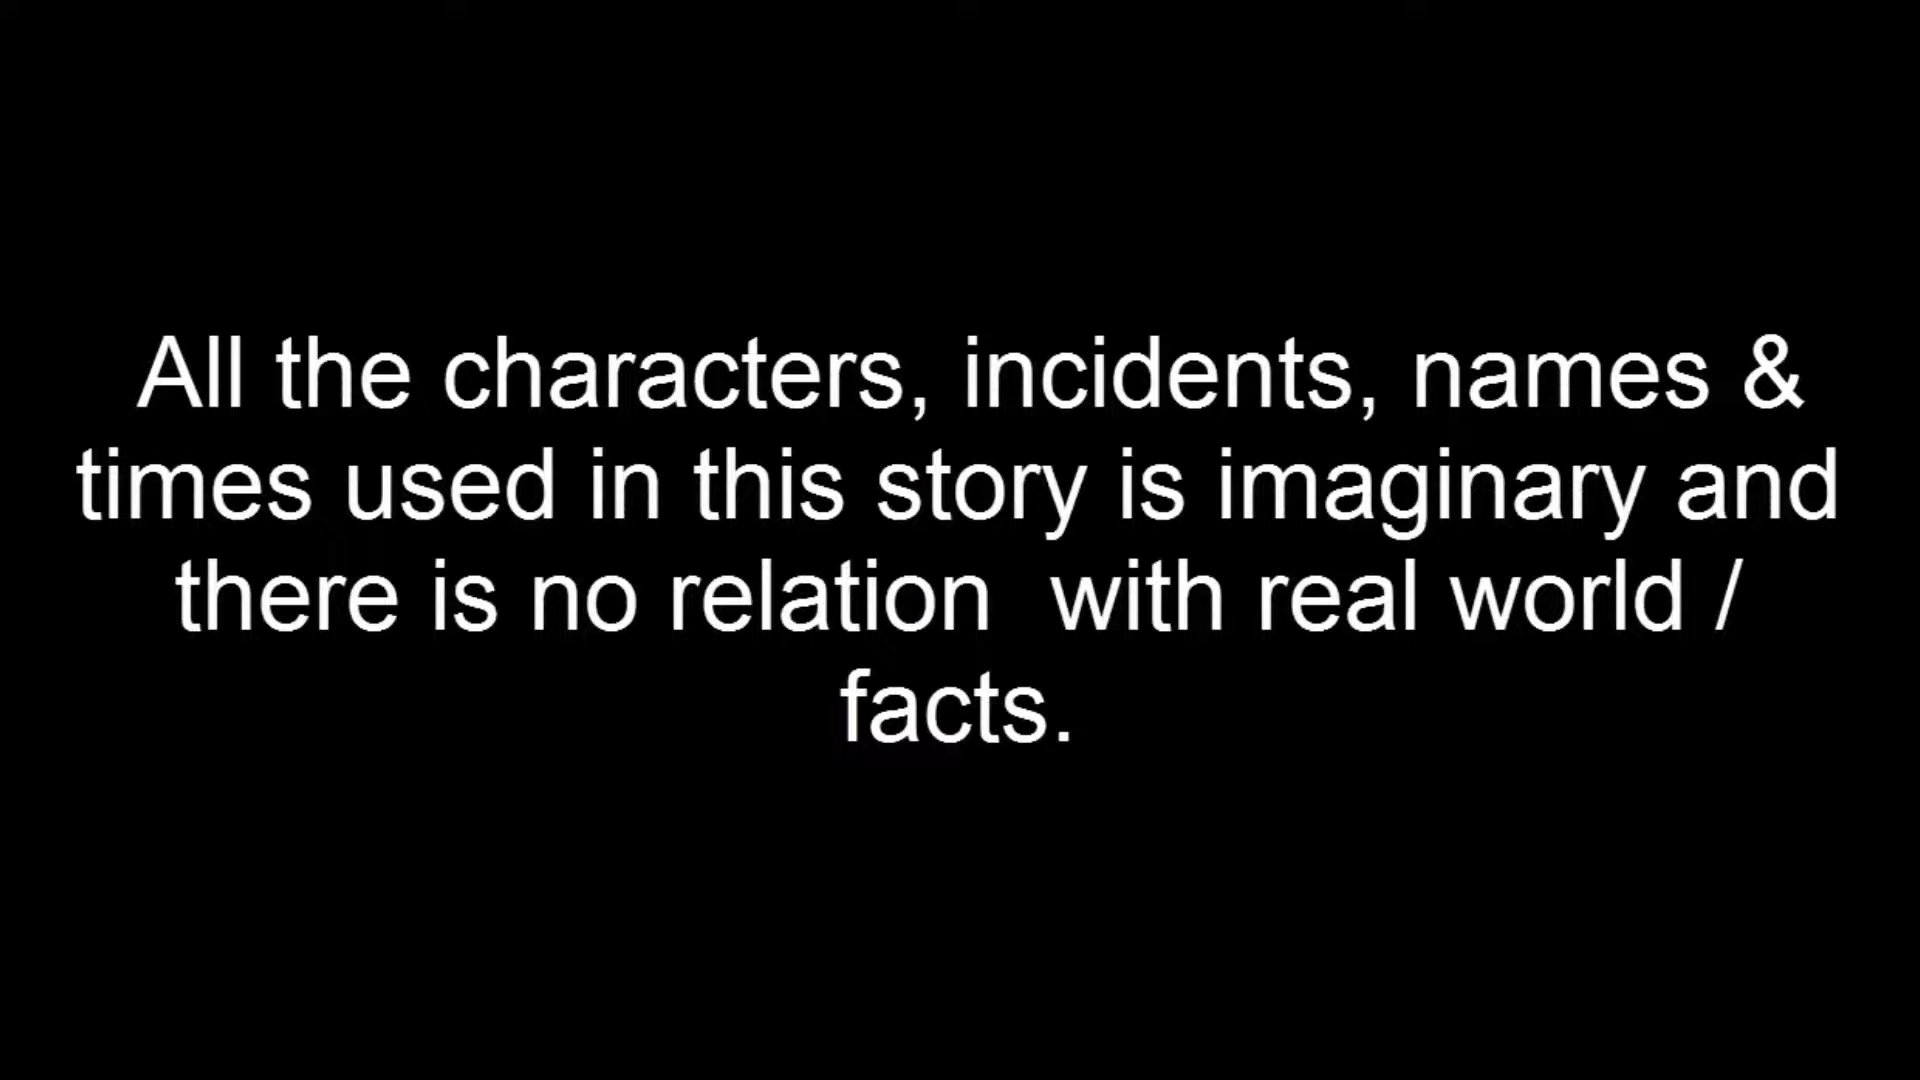 All the characters, incidents, names &
times used in this story is imaginary and
there is no relation  with real world /
facts.